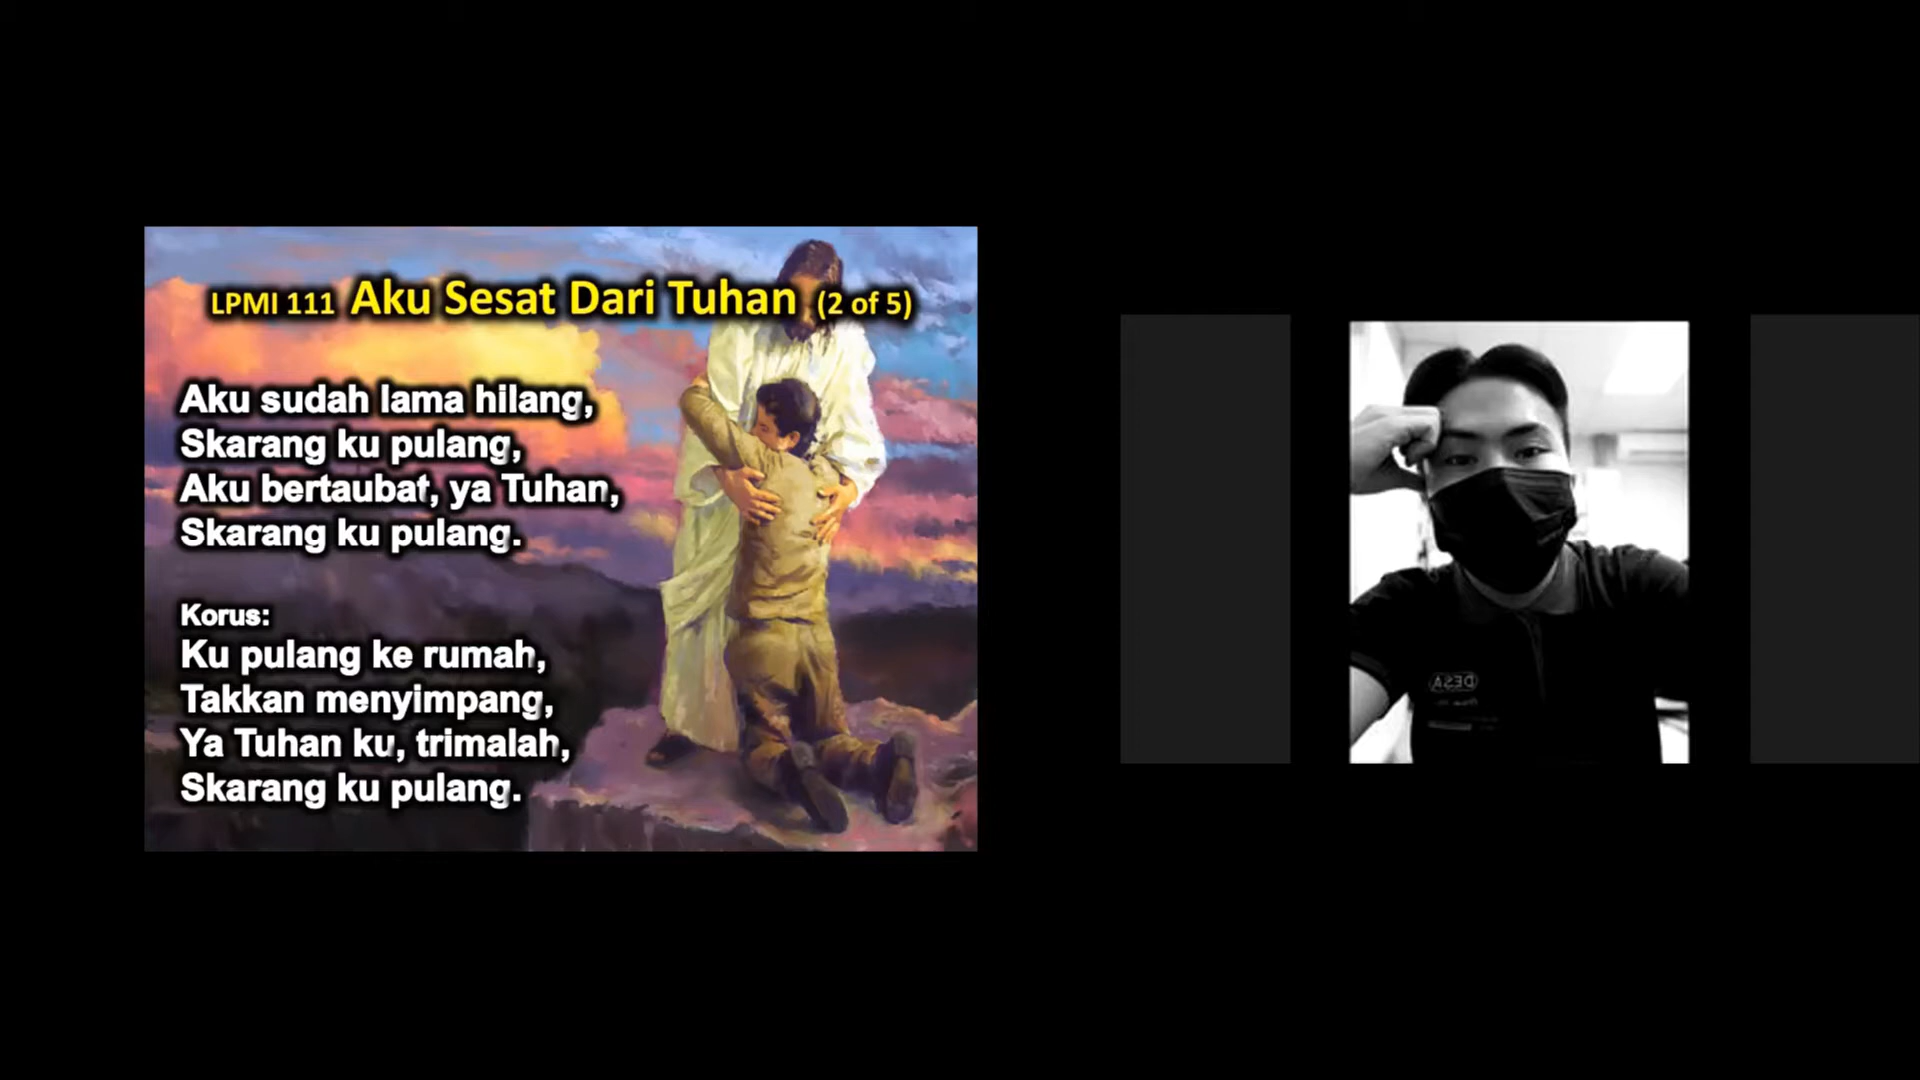 LPMI 111 Aku Sesat Dari Tuhan (2 of 5)
Aku sudah lama hilang,
Skarang ku pulang,
Aku bertaubat, ya Tuhan,
Skarang ku pulang.
Korus:
Ku pulang ke rumah,
Takkan menyimpang,
Ya Tuhan ku, trimalah,
Skarang ku pulang.
DESA